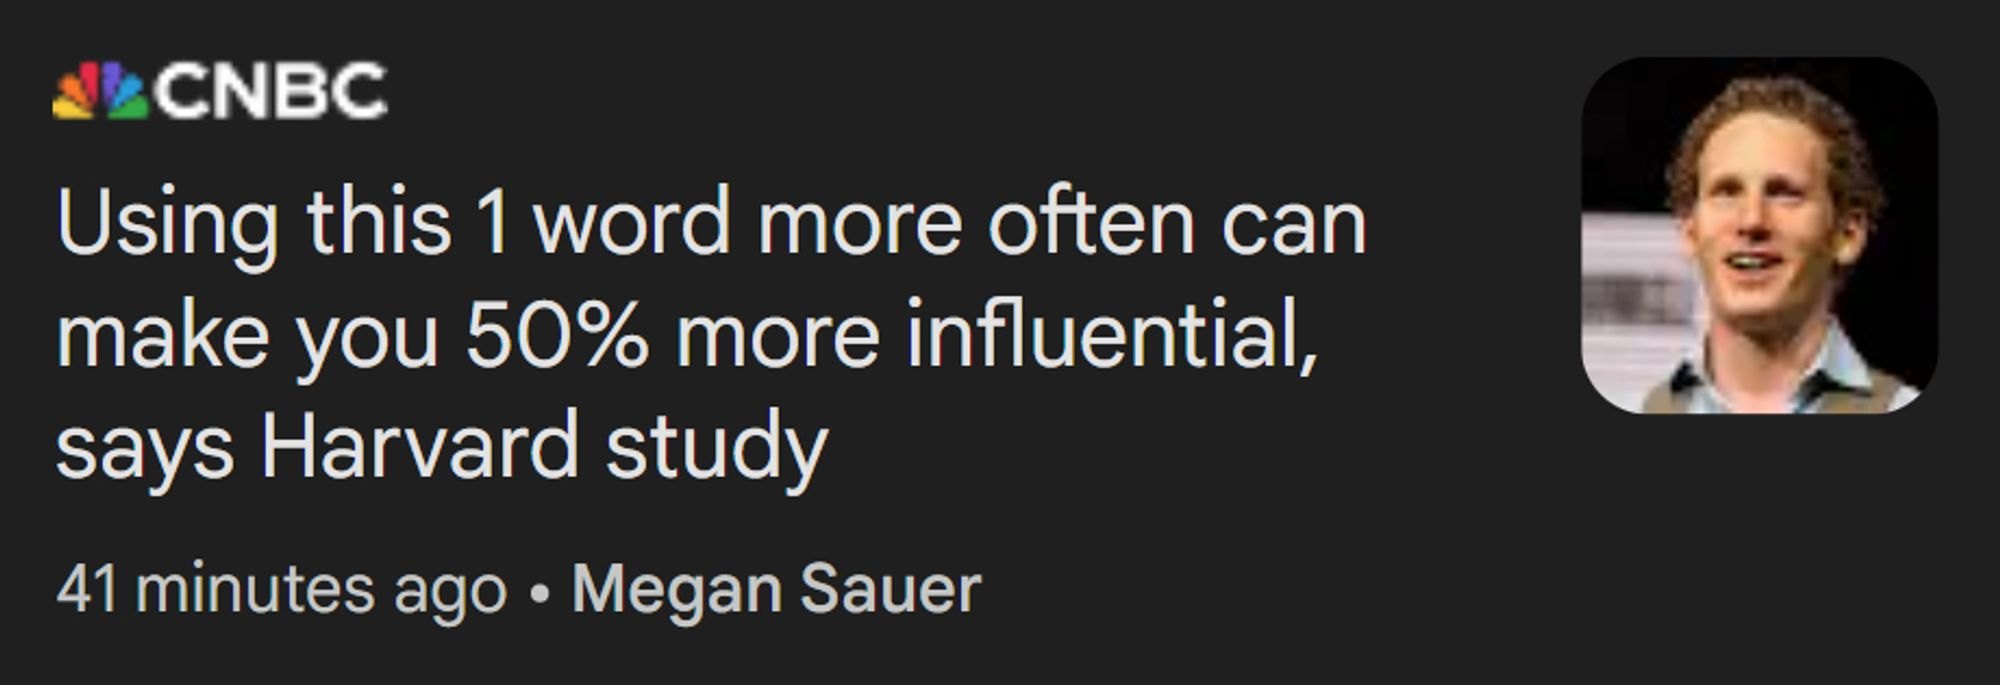 CNBC
Using this 1 word more often can
make you 50% more influential,
says Harvard study
41 minutes ago • Megan Sauer